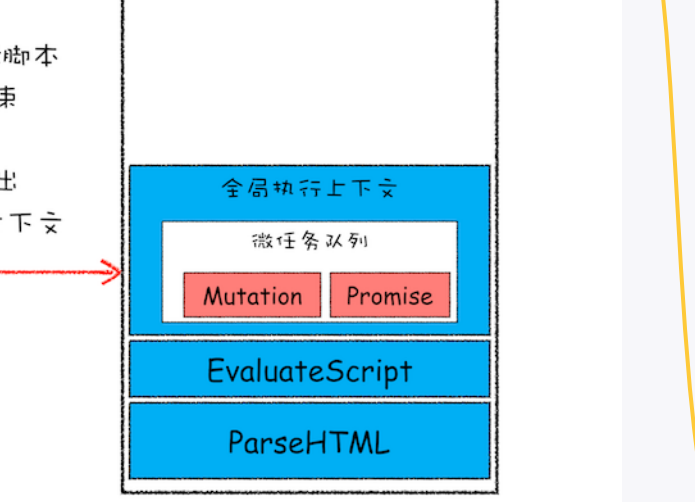 脚本
束
出
下文
全局执行上下文
微任务队列
Mutation
Promise
EvaluateScript
ParseHTML